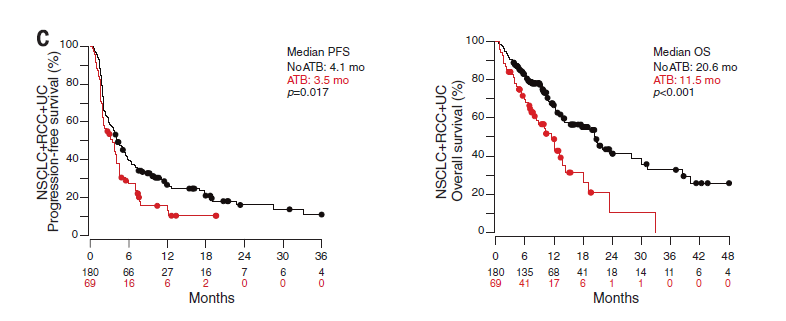 C
NSCLC+RCC+UC
Progression-free survival (%)
100
80
60
40
20
0
Median PFS
NoATB: 4.1 mo
ATB: 3.5 mo
p=0.017
0 6 12 18 24 30 36
180 66 27 16 7 6 4
69 16 6 2 0 0 0
Months
NSCLC+RCC+UC
Overall survival (%)
100
80
60
40
20
0
Median OS
NoATB: 20.6 mo
ATB: 11.5 mo
p<0.001
0 6 12 18 24 30 36 42 48
180 135 68 41 18 14 11 6 4
69 41 17 6 1 1 0 0 0
Months